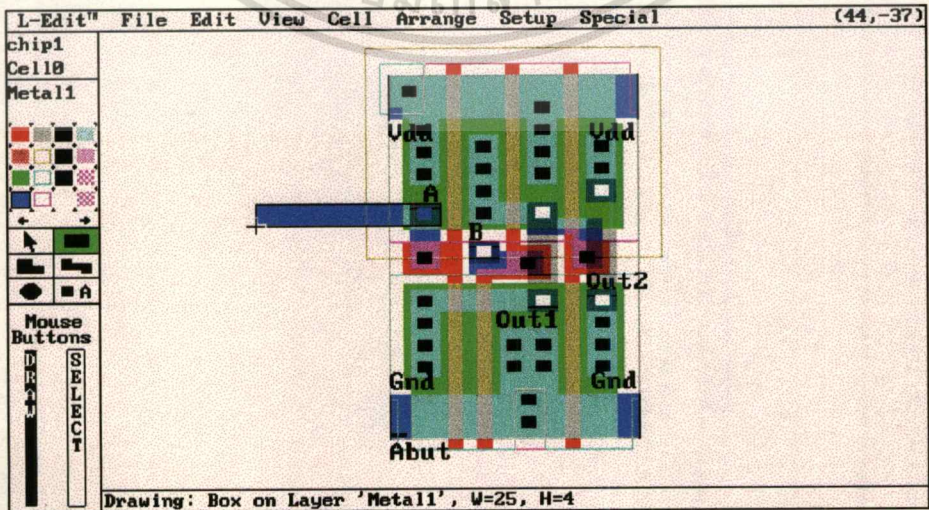 L-Edit™ File Edit View Cell Arrange Setup Special (44,-37)
chip1
Cell0
Metal1
Vdd Vdd
A
B
Out2
Out1
Gnd Gnd
Abut
A
Mouse
Buttons
DRAW
SELECT
Drawing: Box on Layer 'Metal1', W=25, H=4